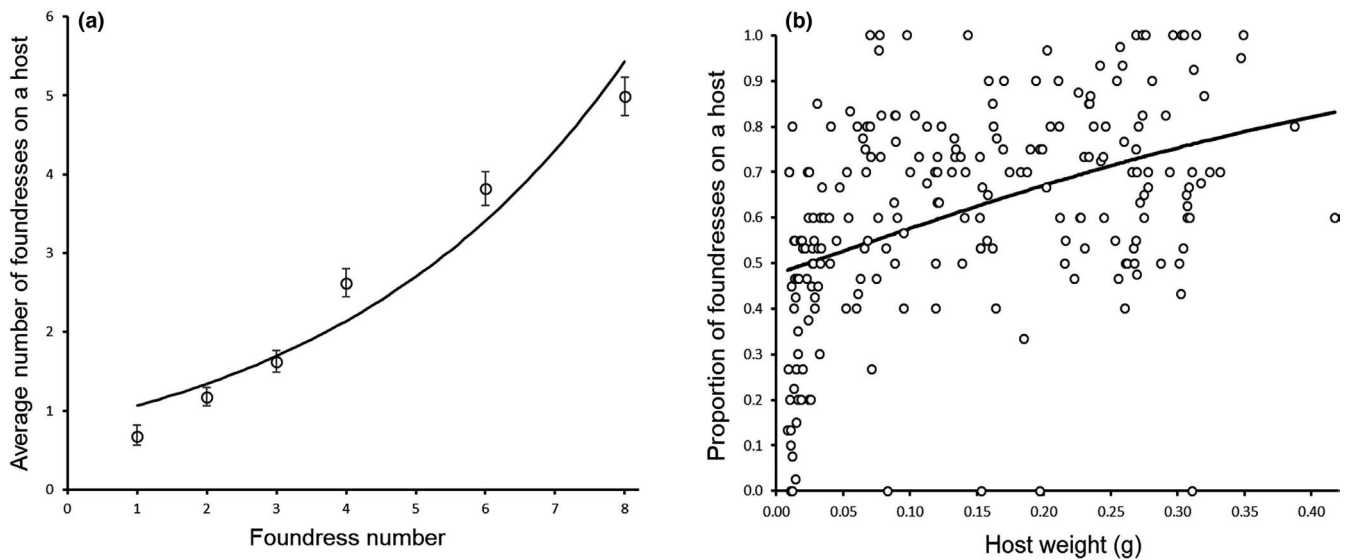 (a)
Average number of foundresses on a host
6
5
4
3
2
1
0
0 1 2 3 4 5 6 7 8
Foundress number
(b)
Proportion of foundresses on a host
1.0
0.9
0.8
0.7
0.6
0.5
0.4
0.3
0.2
0.1
0.0
0.00 0.05 0.10 0.15 0.20 0.25 0.30 0.35 0.40
Host weight (g)